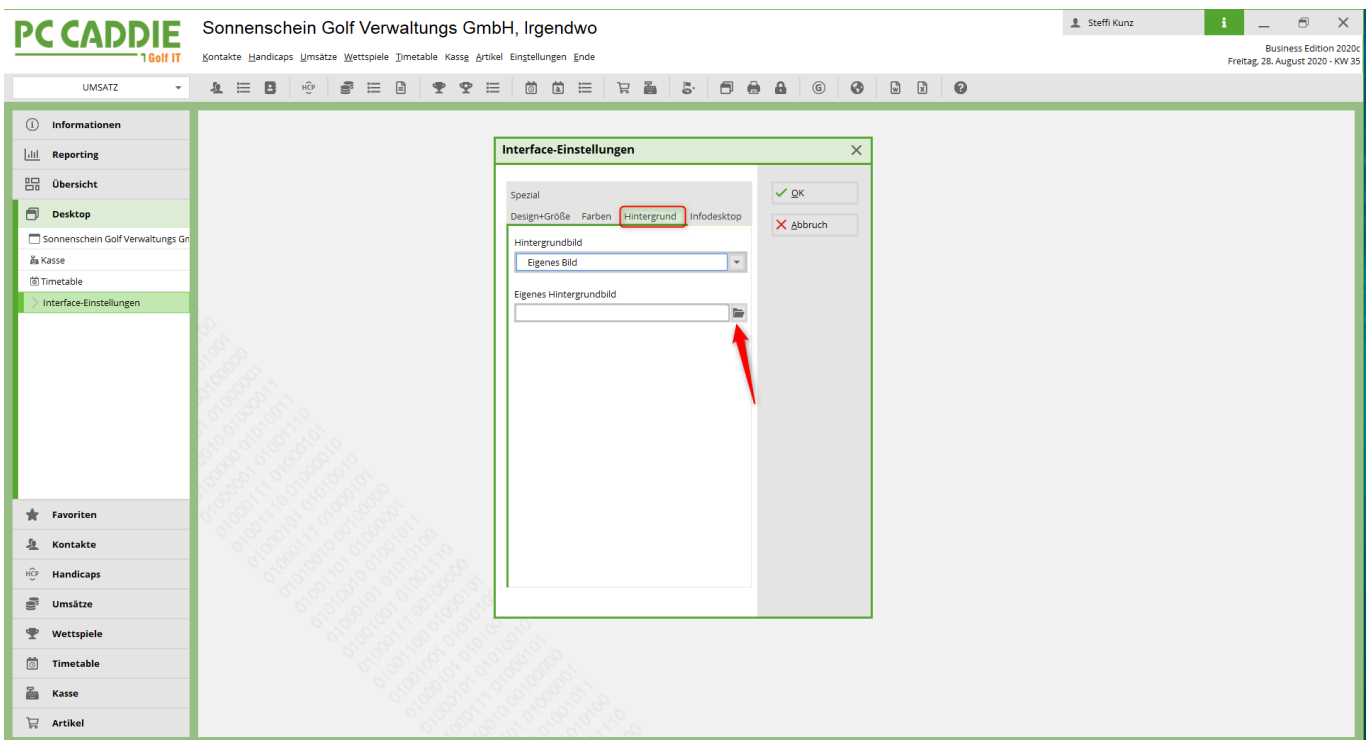 PC CADDIE
Golf IT
Sonnenschein Golf Verwaltungs GmbH, Irgendwo
Kontakte Handicaps Umsätze Wettspiele Timetable Kasse Artikel Einstellungen Ende
Steffi Kunz
i
Business Edition 2020c
Freitag, 28. August 2020 - KW 35
UMSATZ
HCP
Informationen
Reporting
Übersicht
Desktop
Sonnenschein Golf Verwaltungs Gm
Kasse
Timetable
Interface-Einstellungen
Favoriten
Kontakte
HCP Handicaps
Umsätze
Wettspiele
Timetable
Kasse
Artikel
Interface-Einstellungen
Spezial
Design+Größe Farben Hintergrund Infodesktop
Hintergrundbild
Eigenes Bild
Eigenes Hintergrundbild
OK
Abbruch